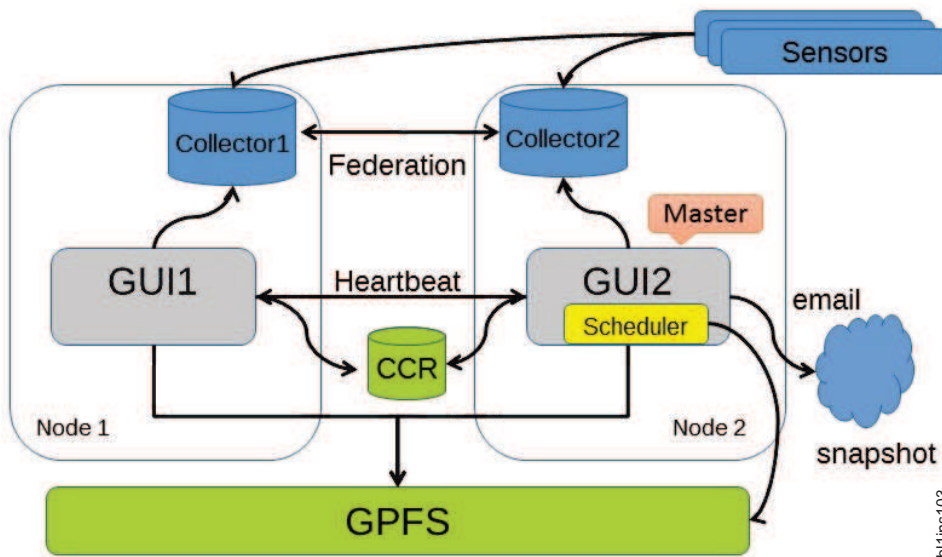 Sensors
Collector1
Collector2
Federation
Master
GUI1
Heartbeat
GUI2
email
Scheduler
CCR
Node 1
Node 2
snapshot
GPFS